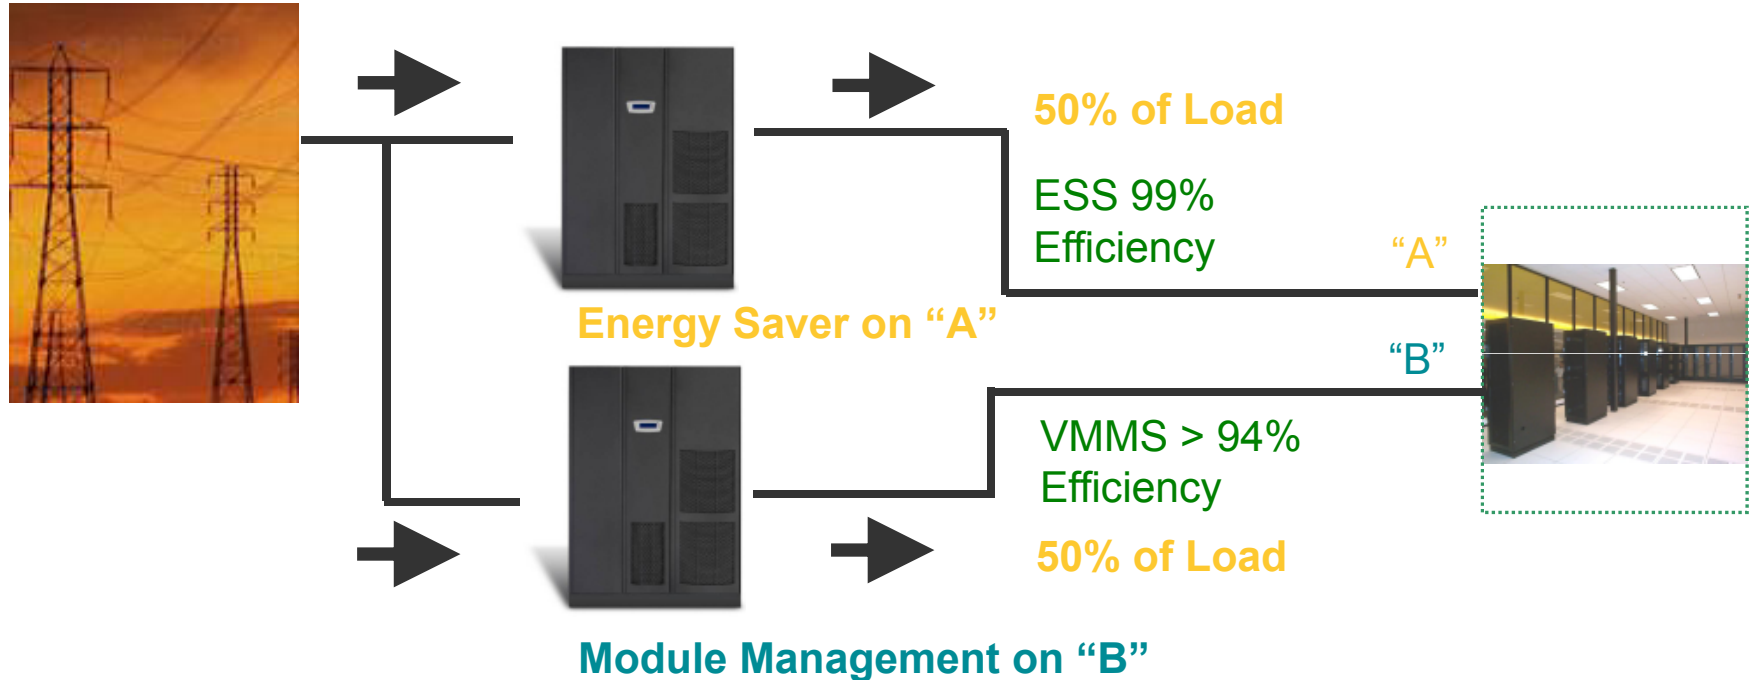 50% of Load
ESS 99%
Efficiency
“A”
Energy Saver on “A”
“B”
VMMS > 94%
Efficiency
50% of Load
Module Management on “B”